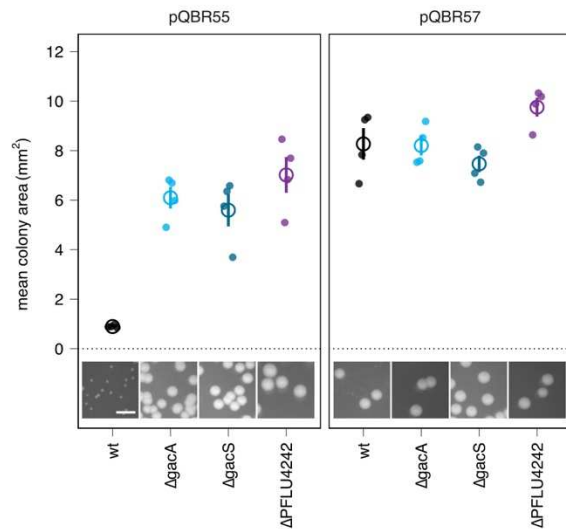 pQBR55
pQBR57
mean colony area (mm²)
12
10
8
6
4
2
0
wt
ΔgacA
ΔgacS
ΔPFLU4242
wt
ΔgacA
ΔgacS
ΔPFLU4242